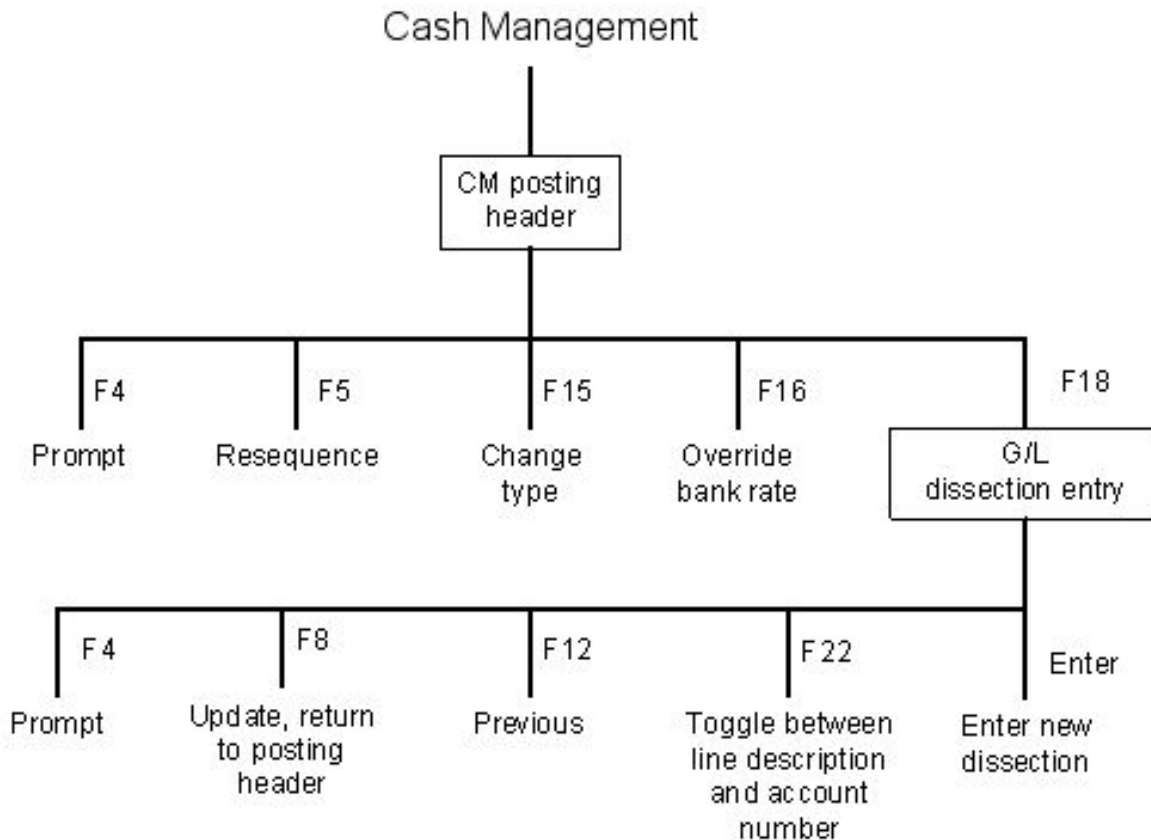 Cash Management
CM posting
header
F4
F5
F15
F16
F18
Prompt
Resequence
Change
type
Override
bank rate
G/L
dissection entry
F4
F8
F12
F22
Enter
Prompt
Update, return
to posting
header
Previous
Toggle between
line description
and account
number
Enter new
dissection